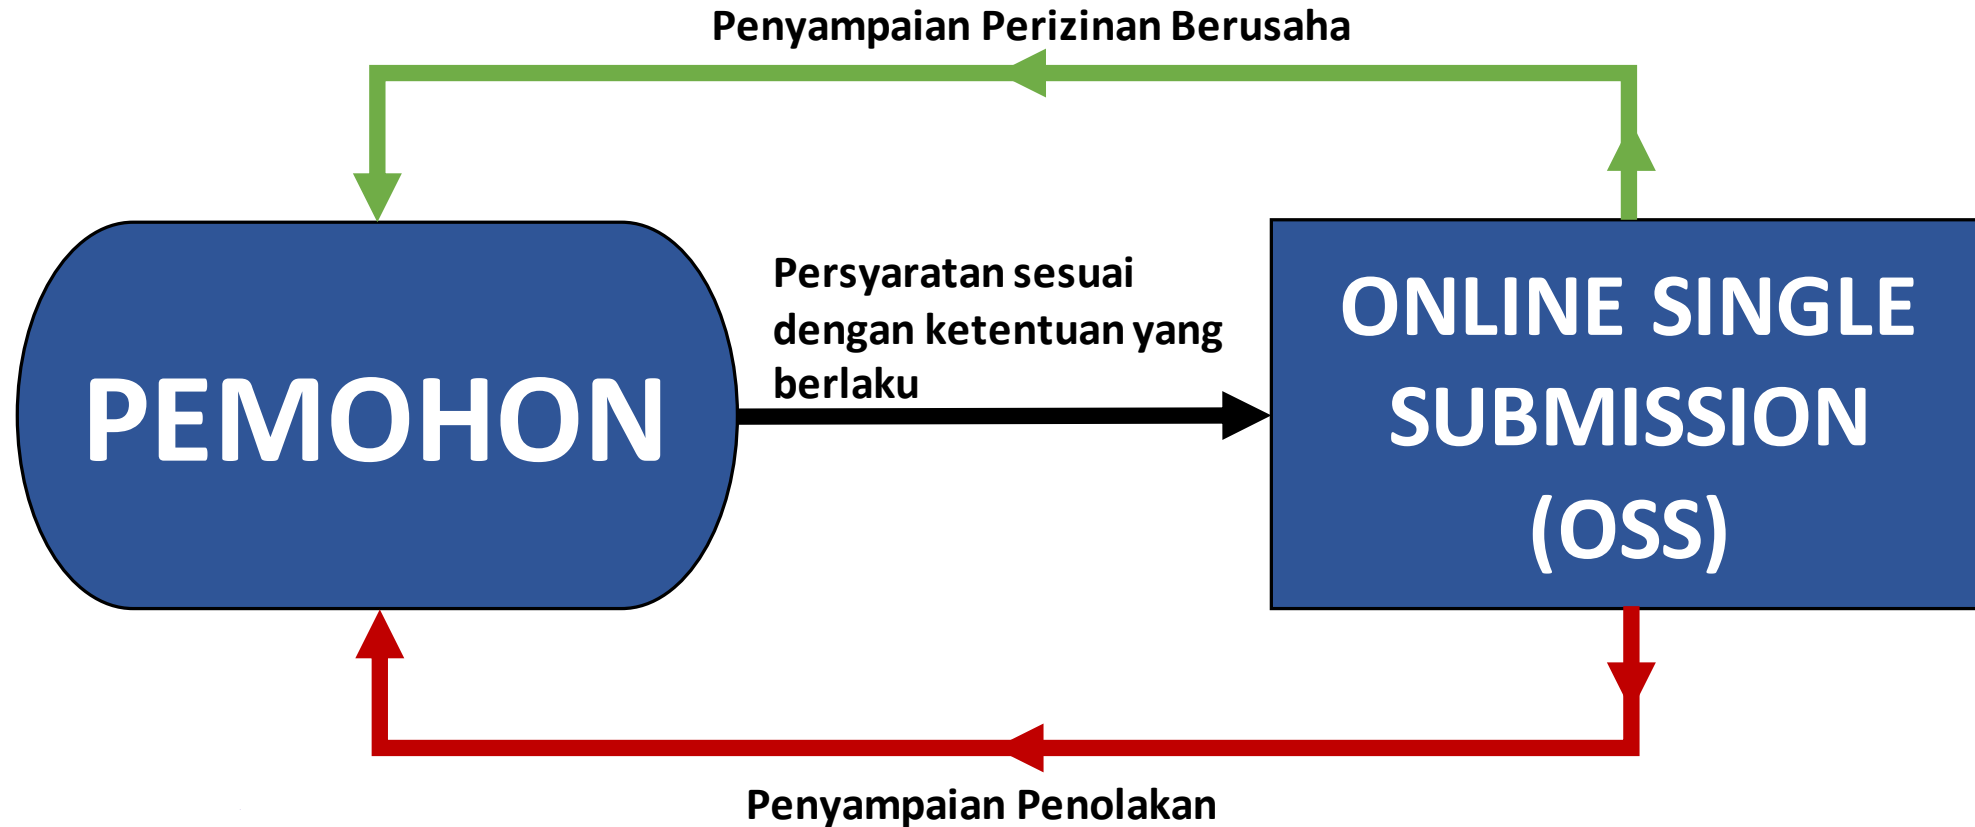 Penyampaian Perizinan Berusaha
PEMOHON
Persyaratan sesuai
dengan ketentuan yang
berlaku
ONLINE SINGLE
SUBMISSION
(OSS)
Penyampaian Penolakan